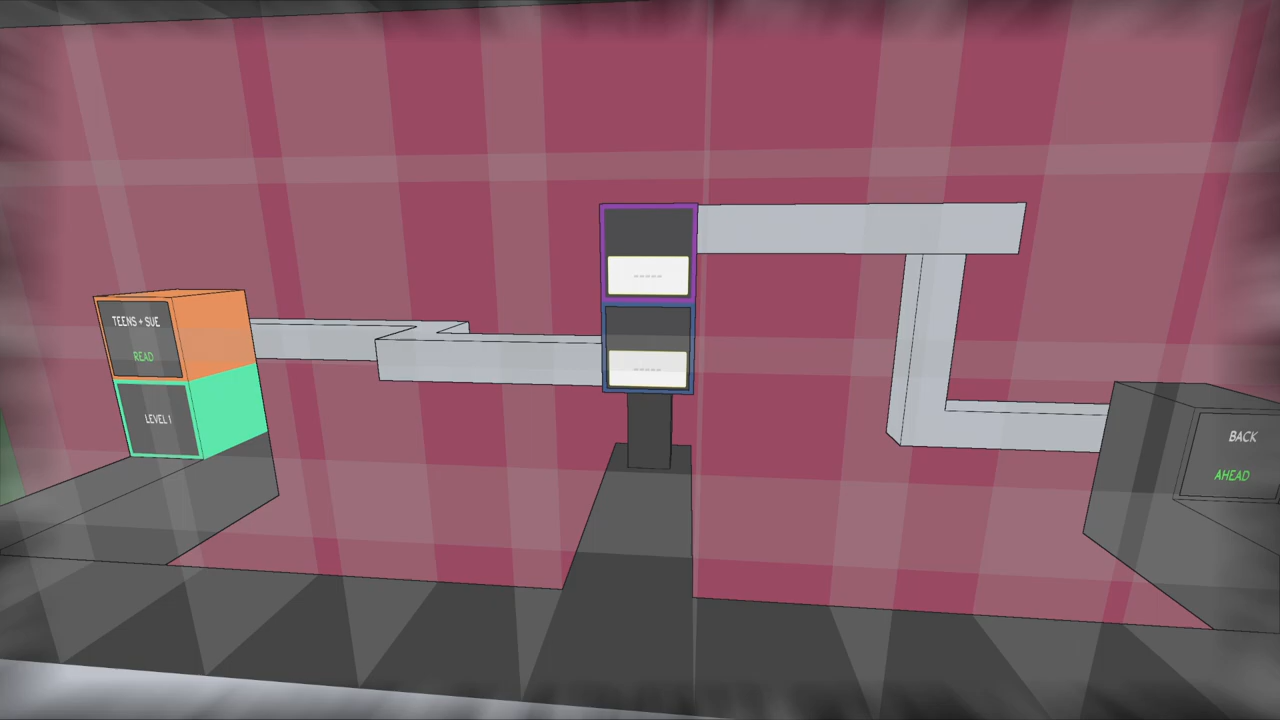 TEENS + SUE
READ
LEVEL 1
-----
-----
BACK
AHEAD